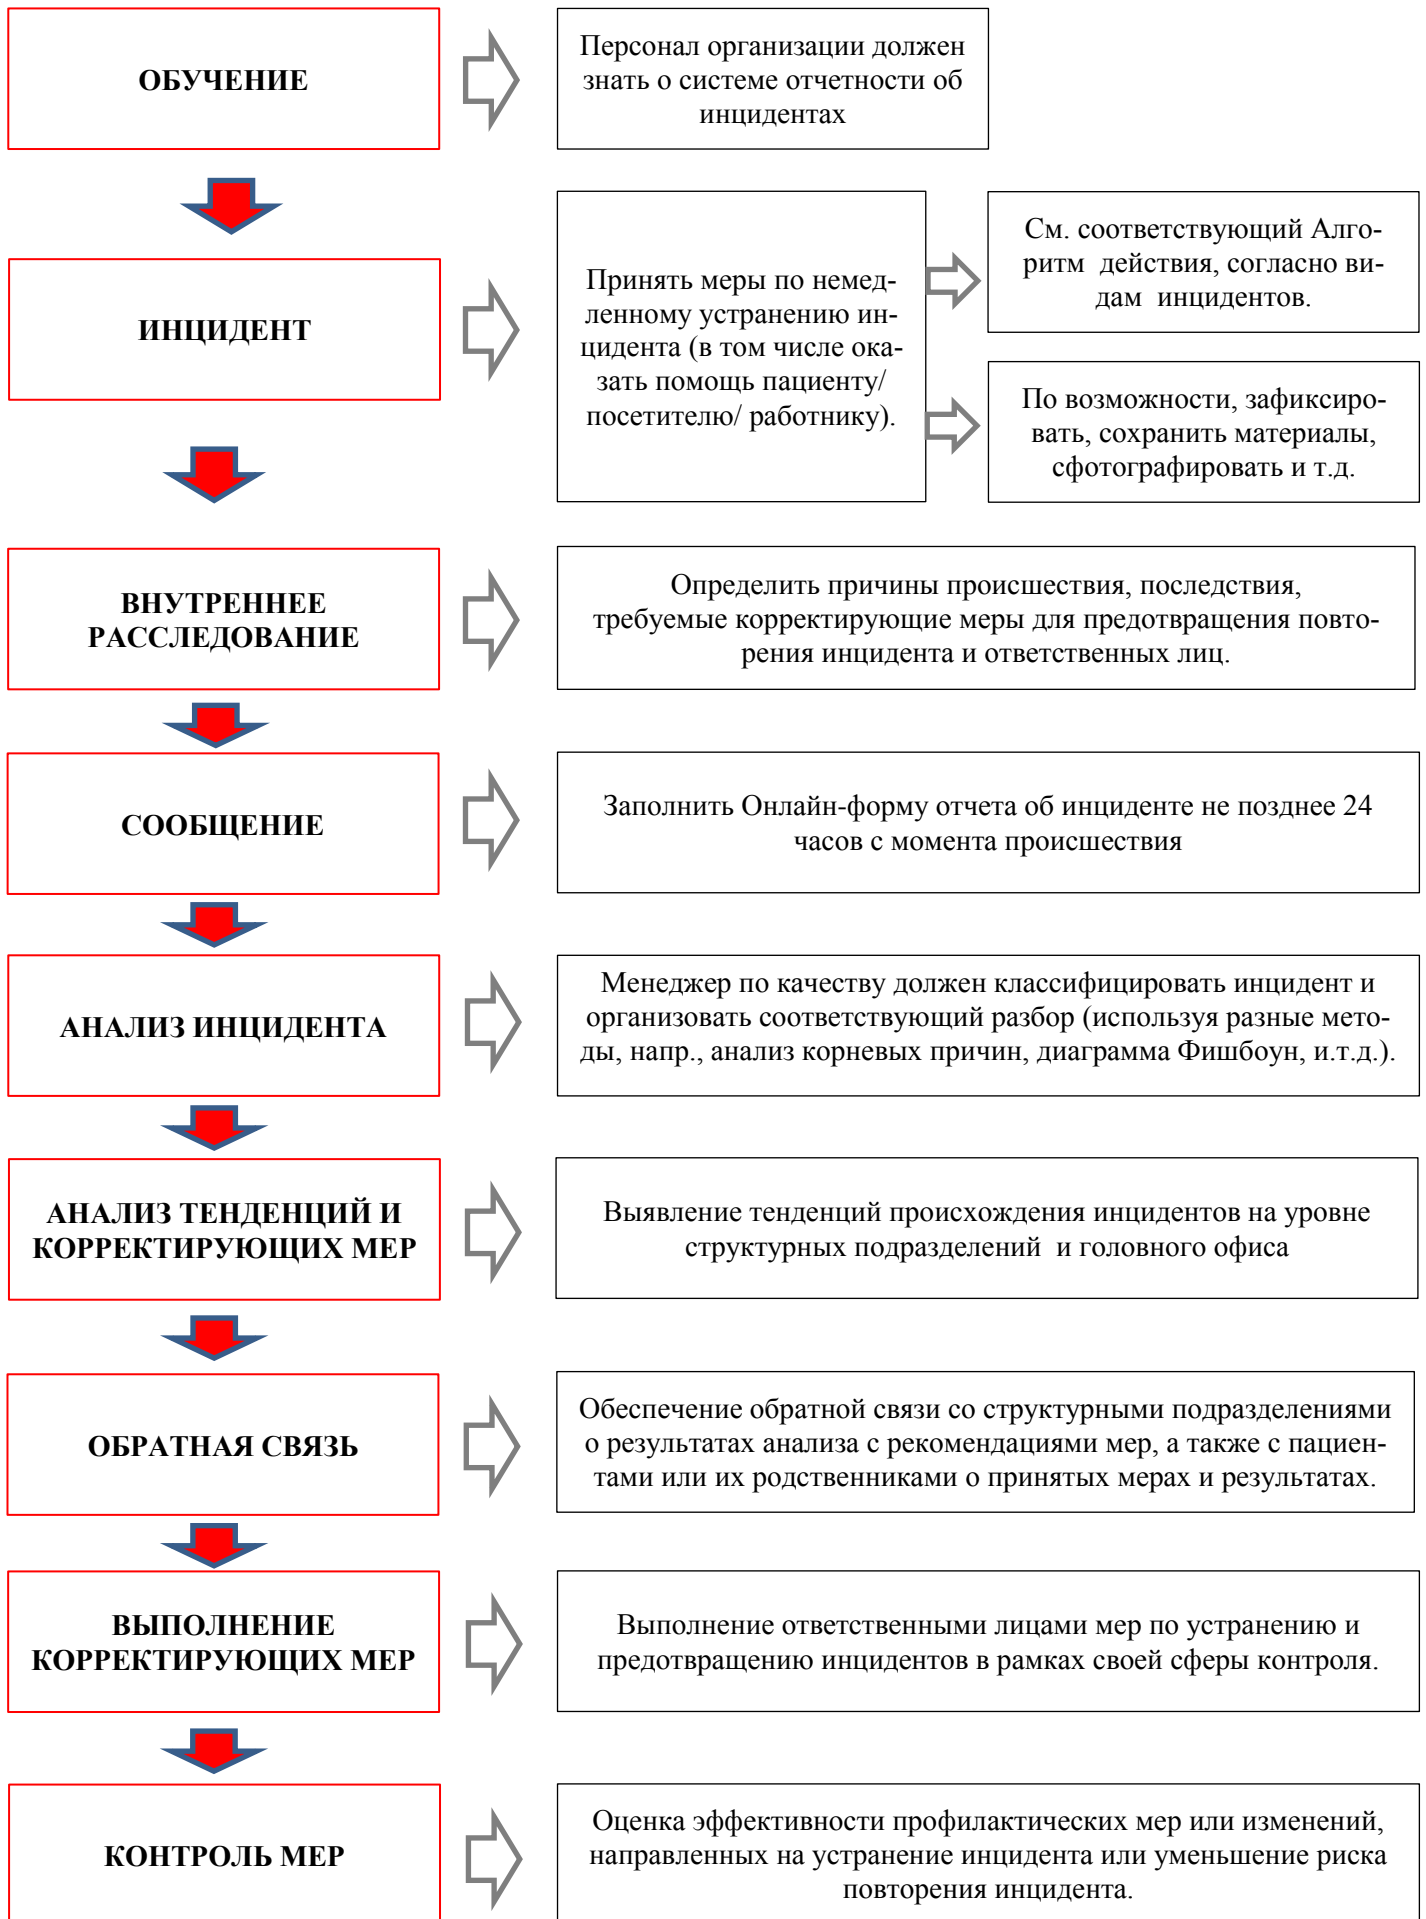 ОБУЧЕНИЕ
Персонал организации должен
знать о системе отчетности об
инцидентах
ИНЦИДЕНТ
Принять меры по немед-
ленному устранению ин-
цидента (в том числе ока-
зать помощь пациенту/
посетителю/ работнику).
См. соответствующий Алго-
ритм действия, согласно ви-
дам инцидентов.
По возможности, зафиксиро-
вать, сохранить материалы,
сфотографировать и т.д.
ВНУТРЕННЕЕ
РАССЛЕДОВАНИЕ
Определить причины происшествия, последствия,
требуемые корректирующие меры для предотвращения повто-
рения инцидента и ответственных лиц.
СООБЩЕНИЕ
Заполнить Онлайн-форму отчета об инциденте не позднее 24
часов с момента происшествия
АНАЛИЗ ИНЦИДЕНТА
Менеджер по качеству должен классифицировать инцидент и
организовать соответствующий разбор (используя разные мето-
ды, напр., анализ корневых причин, диаграмма Фишбоун, и.т.д.).
АНАЛИЗ ТЕНДЕНЦИЙ И
КОРРЕКТИРУЮЩИХ МЕР
Выявление тенденций происхождения инцидентов на уровне
структурных подразделений и головного офиса
ОБРАТНАЯ СВЯЗЬ
Обеспечение обратной связи со структурными подразделениями
о результатах анализа с рекомендациями мер, а также с пациен-
тами или их родственниками о принятых мерах и результатах.
ВЫПОЛНЕНИЕ
КОРРЕКТИРУЮЩИХ МЕР
Выполнение ответственными лицами мер по устранению и
предотвращению инцидентов в рамках своей сферы контроля.
КОНТРОЛЬ МЕР
Оценка эффективности профилактических мер или изменений,
направленных на устранение инцидента или уменьшение риска
повторения инцидента.